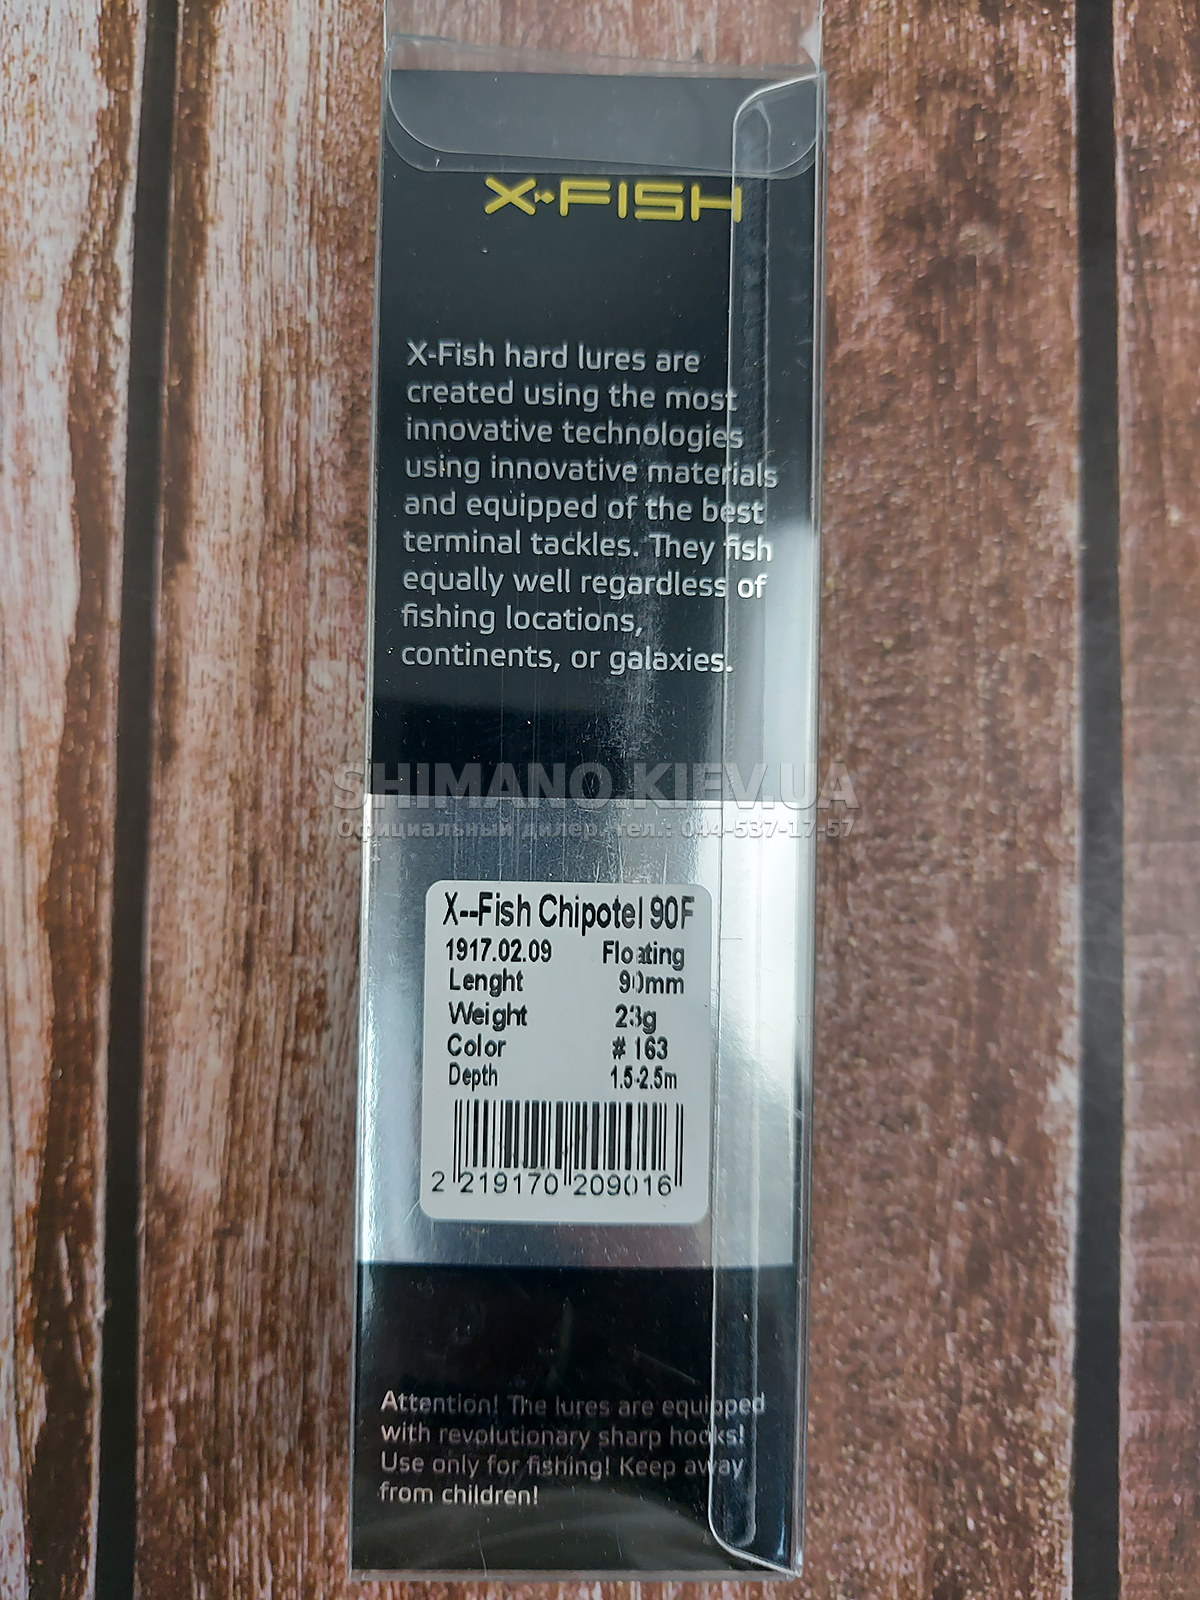 X-FISH
X-Fish hard lures are
created using the most
innovative technologies
using innovative materials
and equipped of the best
terminal tackles. They fish
equally well regardless of
fishing locations,
continents, or galaxies.
SHIMANO.KIEV.UA
Официальный дилер, тел.: 044-537-17-57
X--Fish Chipotel 90F
1917.02.09 Floating
Lenght 90mm
Weight 23g
Color # 163
Depth 1.5-2.5m
2 219170 209016
Attention! The lures are equipped
with revolutionary sharp hooks!
Use only for fishing! Keep away
from children!